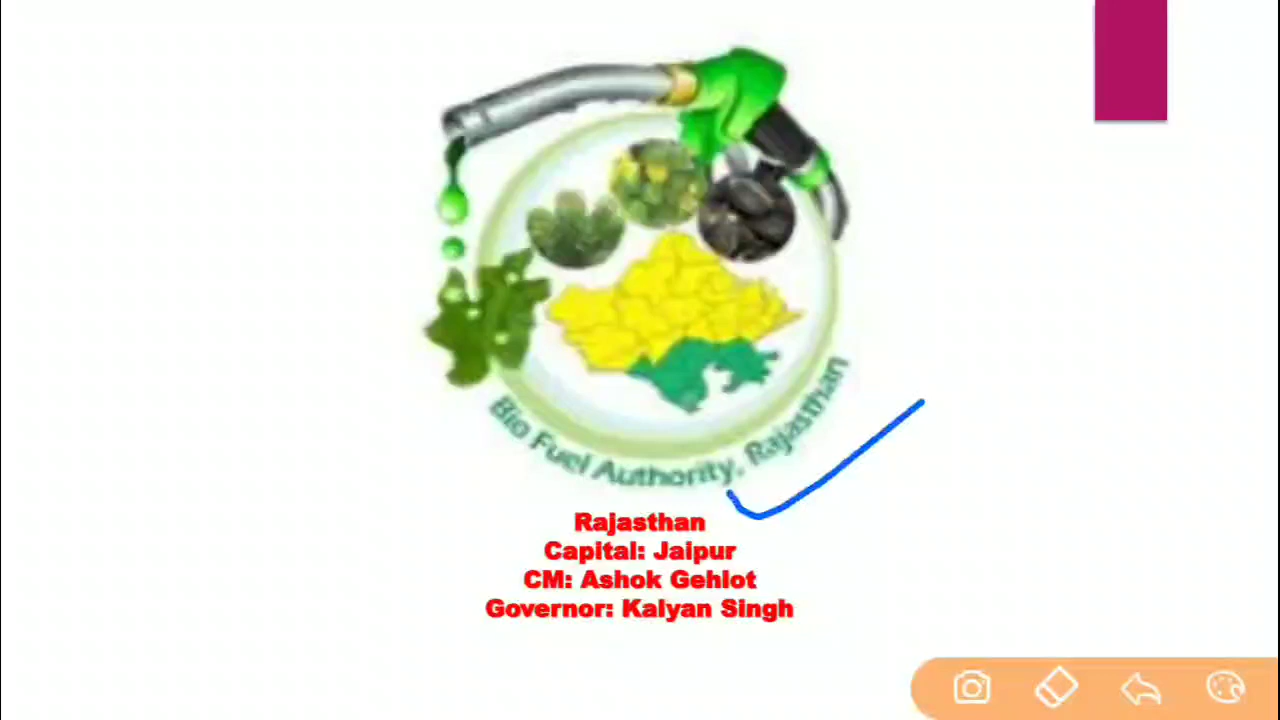 Bio Fuel Authority, Rajasthan
Rajasthan
Capital: Jaipur
CM: Ashok Gehlot
Governor: Kalyan Singh